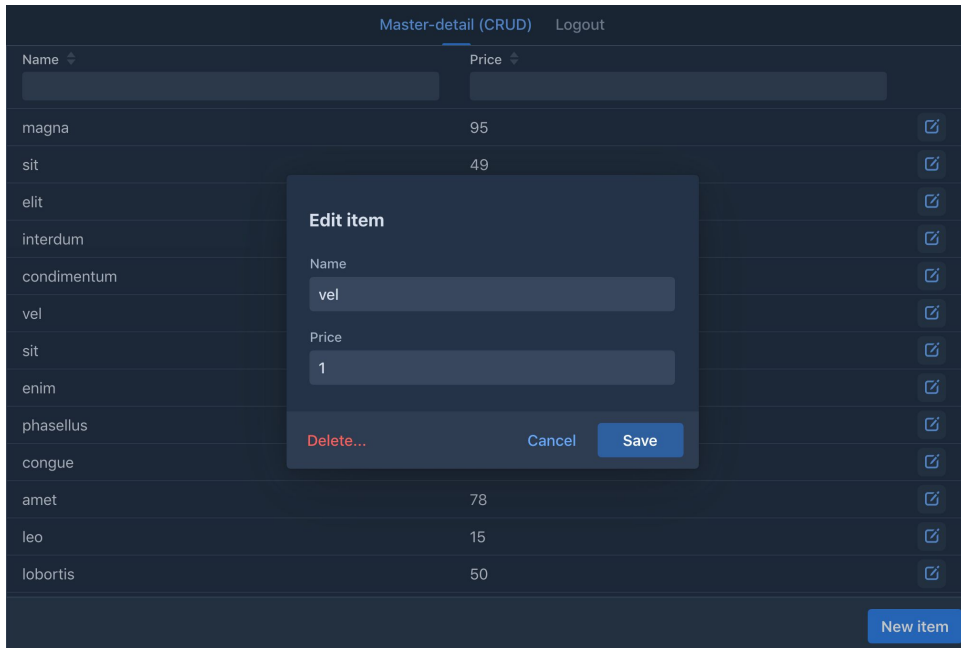 Master-detail (CRUD) Logout
Name Price
magna 95
sit 49
elit
interdum
condimentum
vel
sit
enim
phasellus
congue
amet 78
leo 15
lobortis 50
Edit item
Name
vel
Price
1
Delete... Cancel Save
New item